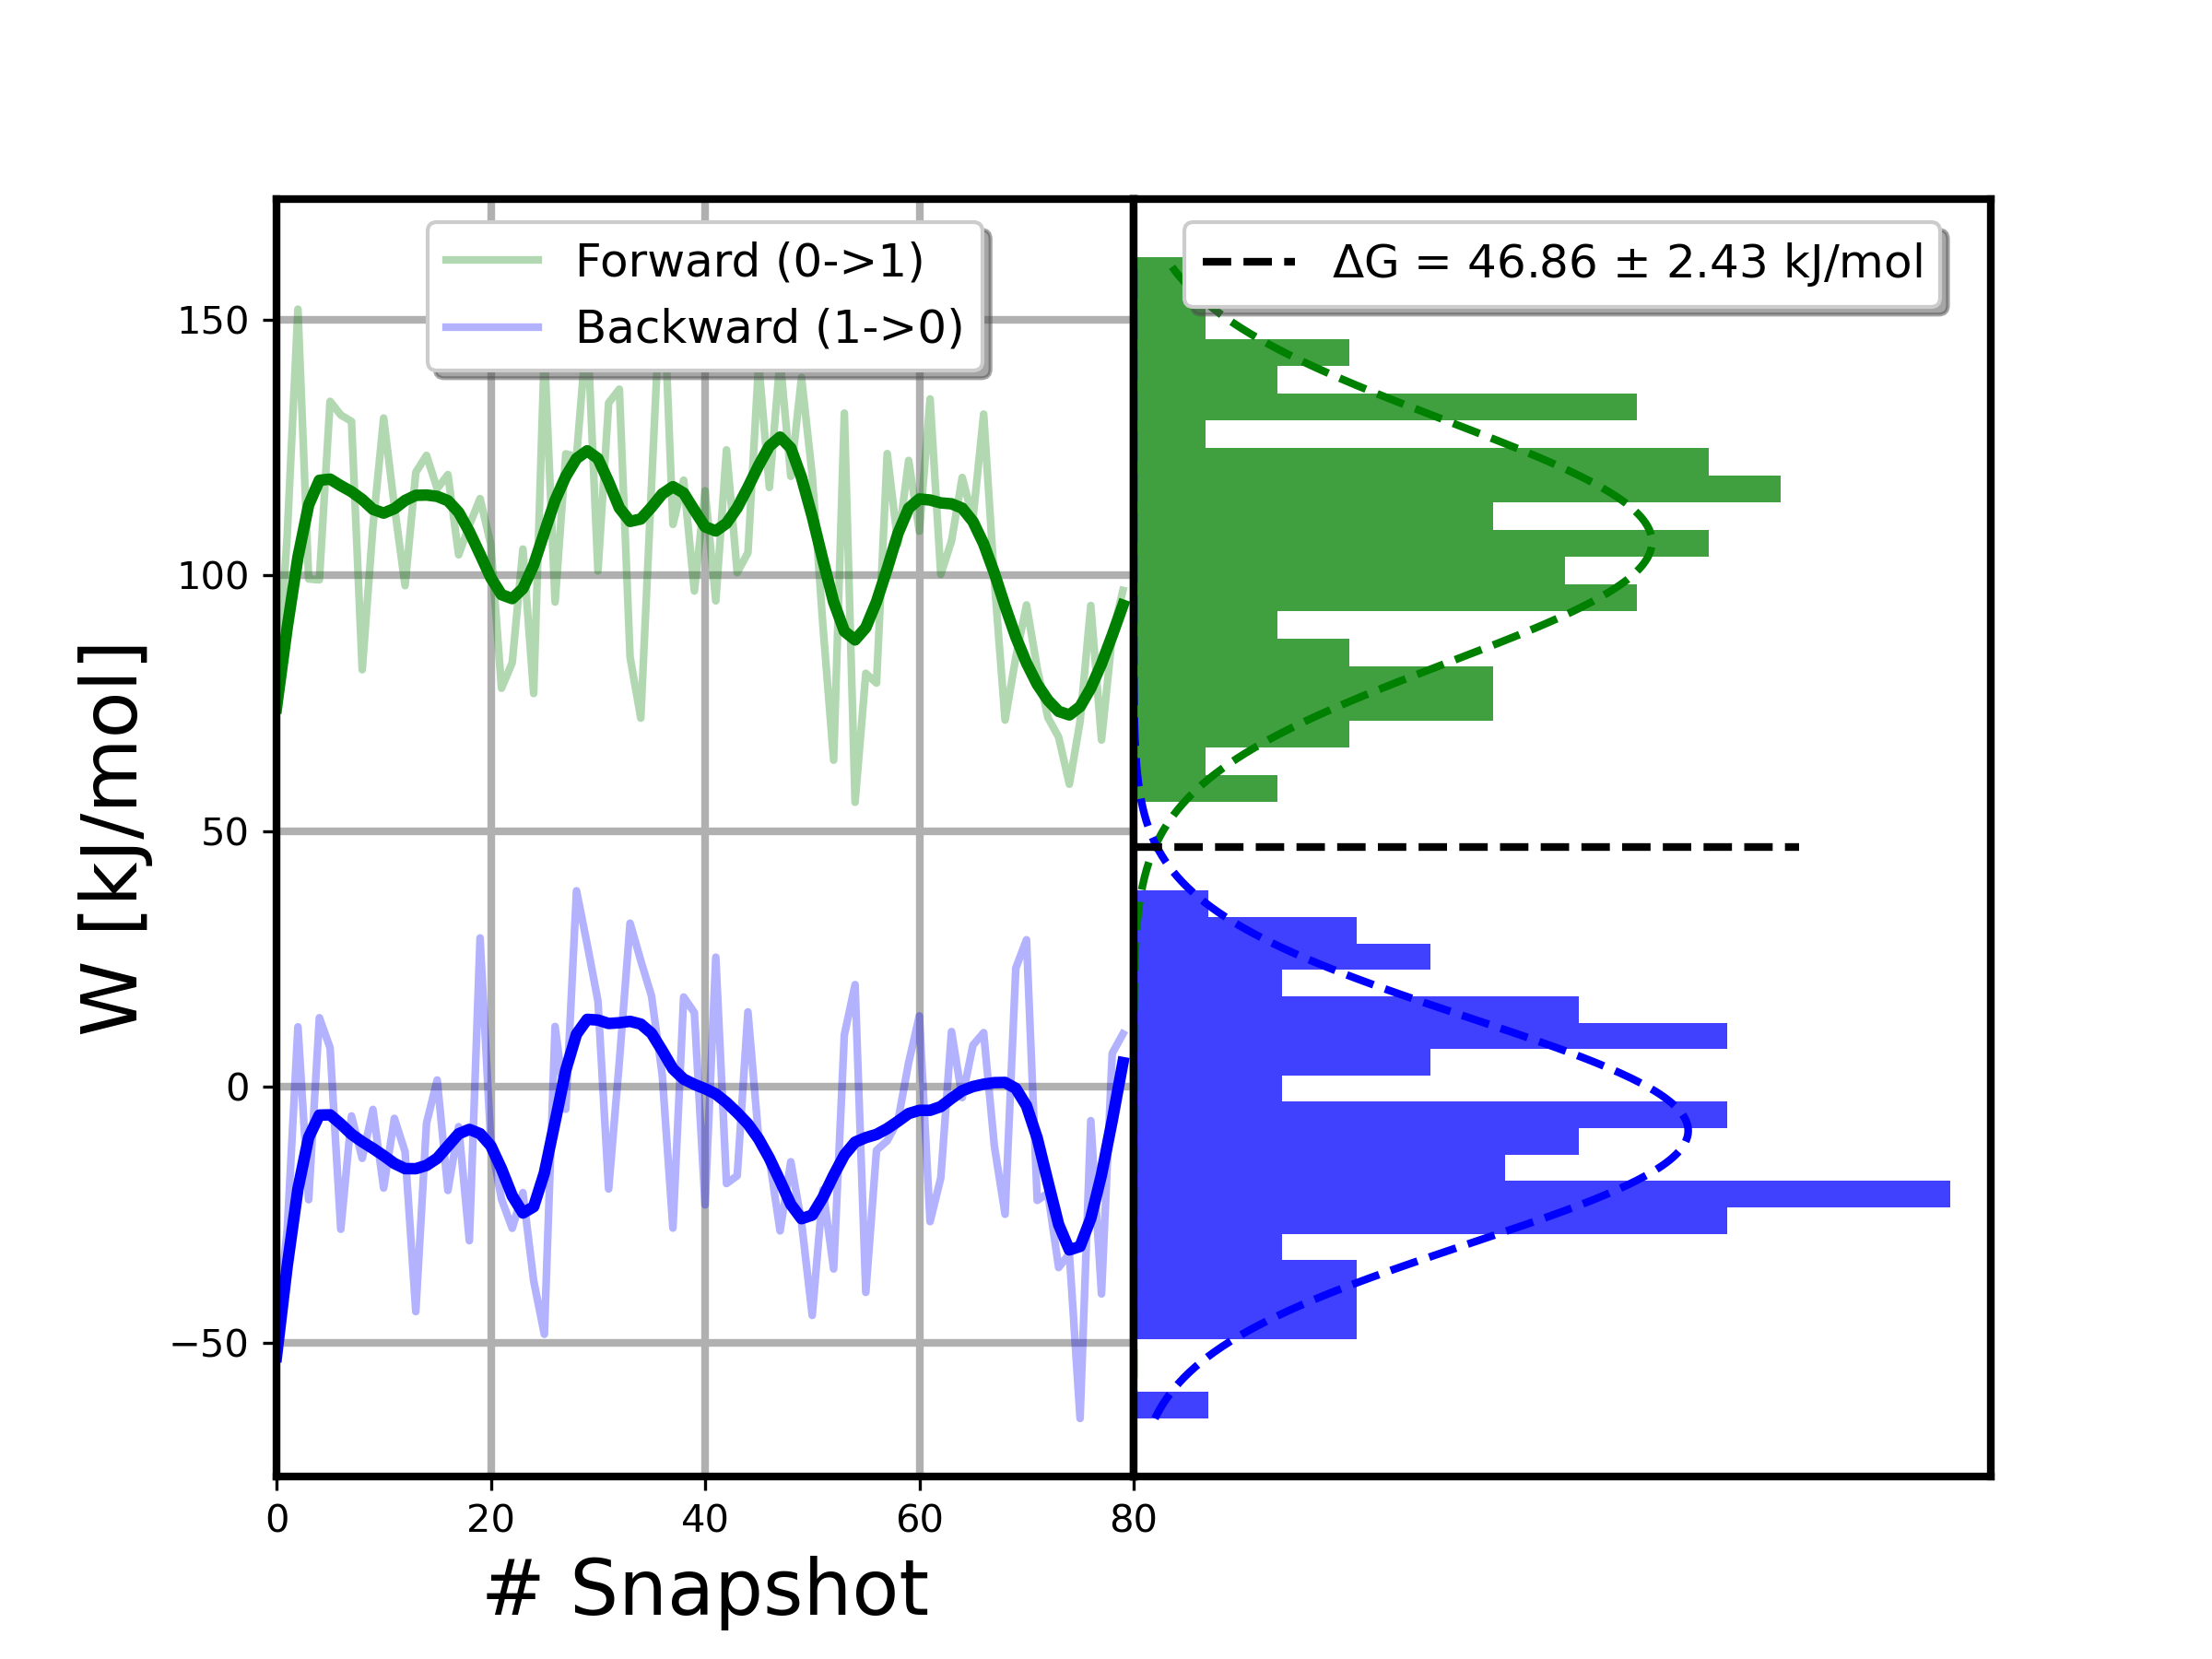 Forward (0->1)
Backward (1->0)
ΔG = 46.86 ± 2.43 kJ/mol
150
100
50
0
−50
W [kJ/mol]
0 20 40 60 80
# Snapshot